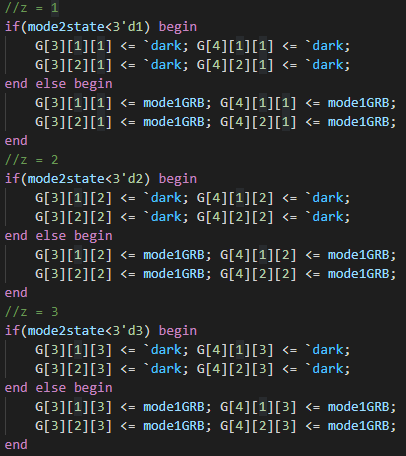 //z = 1
if(mode2state<3'd1) begin
    G[3][1][1] <= `dark; G[4][1][1] <= `dark;
    G[3][2][1] <= `dark; G[4][2][1] <= `dark;
end else begin
    G[3][1][1] <= mode1GRB; G[4][1][1] <= mode1GRB;
    G[3][2][1] <= mode1GRB; G[4][2][1] <= mode1GRB;
end
//z = 2
if(mode2state<3'd2) begin
    G[3][1][2] <= `dark; G[4][1][2] <= `dark;
    G[3][2][2] <= `dark; G[4][2][2] <= `dark;
end else begin
    G[3][1][2] <= mode1GRB; G[4][1][2] <= mode1GRB;
    G[3][2][2] <= mode1GRB; G[4][2][2] <= mode1GRB;
end
//z = 3
if(mode2state<3'd3) begin
    G[3][1][3] <= `dark; G[4][1][3] <= `dark;
    G[3][2][3] <= `dark; G[4][2][3] <= `dark;
end else begin
    G[3][1][3] <= mode1GRB; G[4][1][3] <= mode1GRB;
    G[3][2][3] <= mode1GRB; G[4][2][3] <= mode1GRB;
end